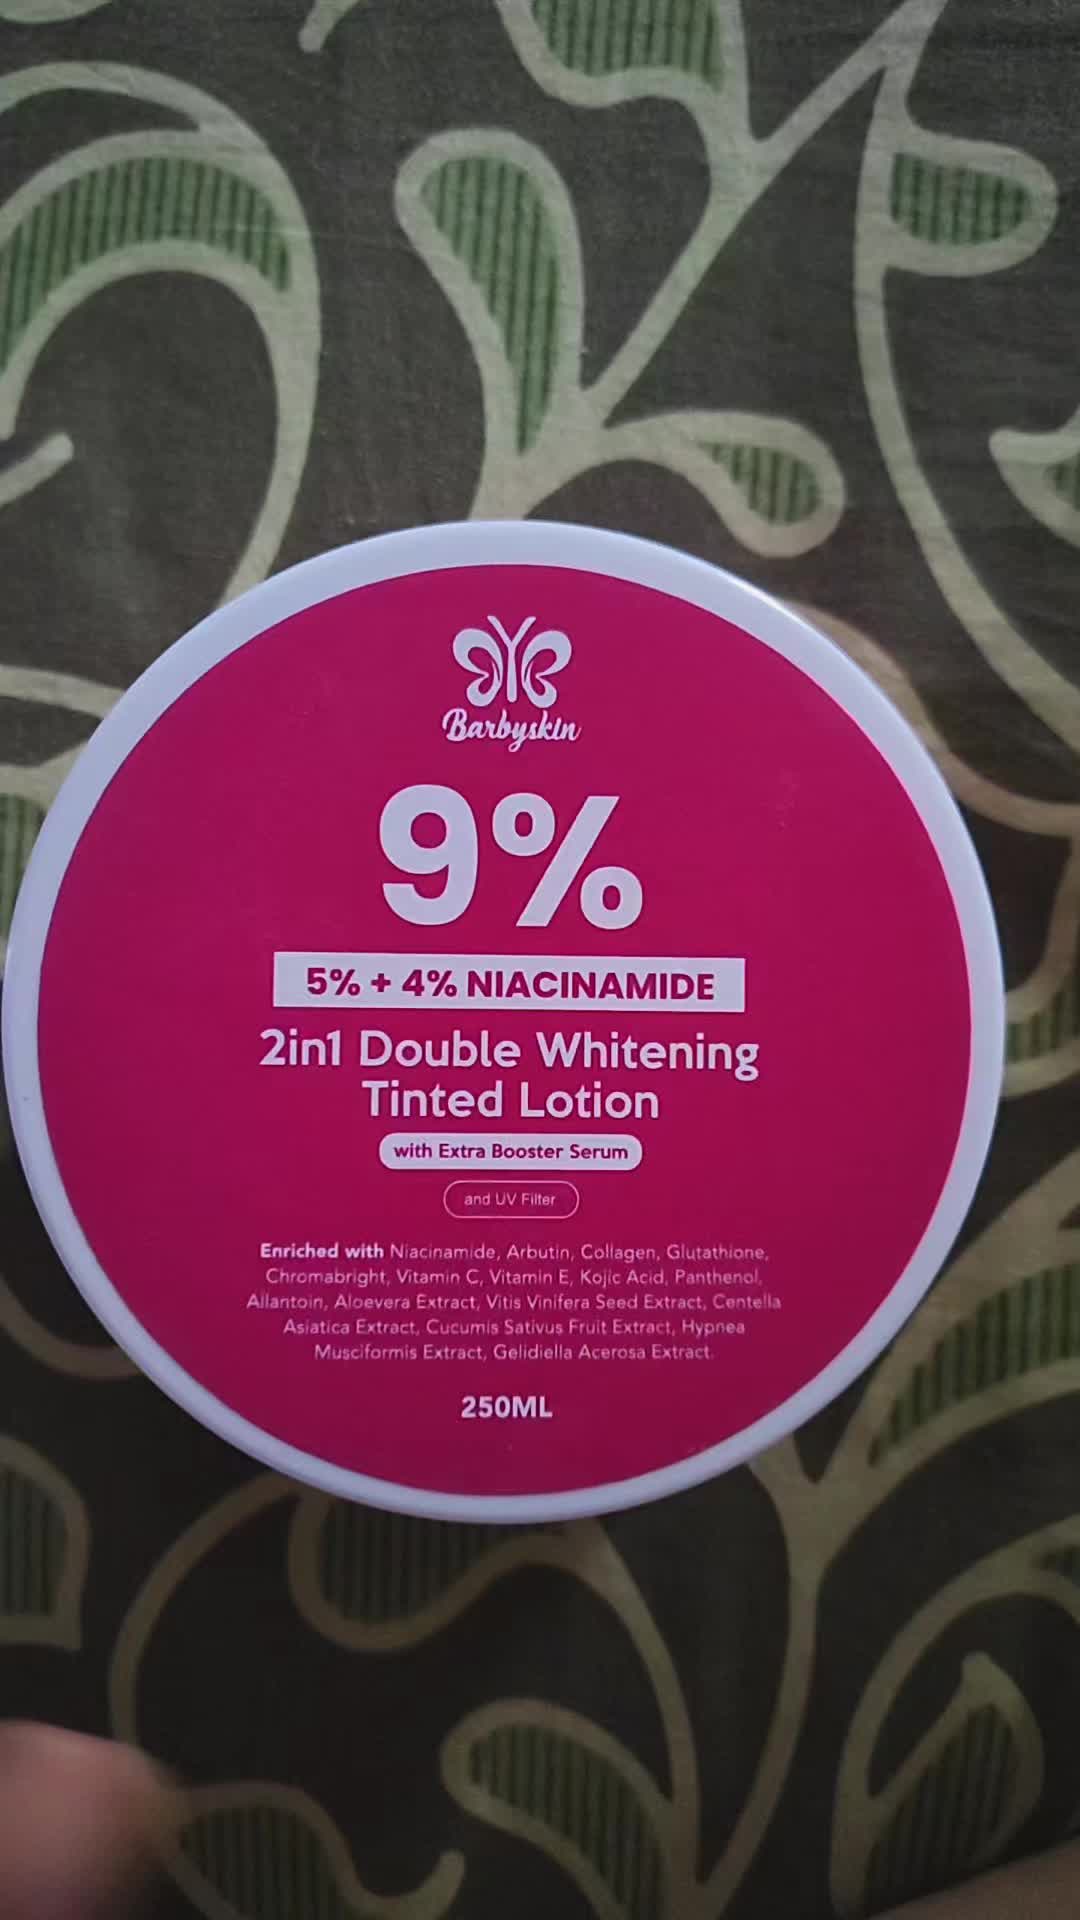 Barbyskin
9%
5% + 4% NIACINAMIDE
2in1 Double Whitening
Tinted Lotion
with Extra Booster Serum
and UV Filter
Enriched with Niacinamide, Arbutin, Collagen, Glutathione,
Chromabright, Vitamin C, Vitamin E, Kojic Acid, Panthenol,
Allantoin, Aloevera Extract, Vitis Vinifera Seed Extract, Centella
Asiatica Extract, Cucumis Sativus Fruit Extract, Hypnea
Musciformis Extract, Gelidiella Acerosa Extract.
250ML